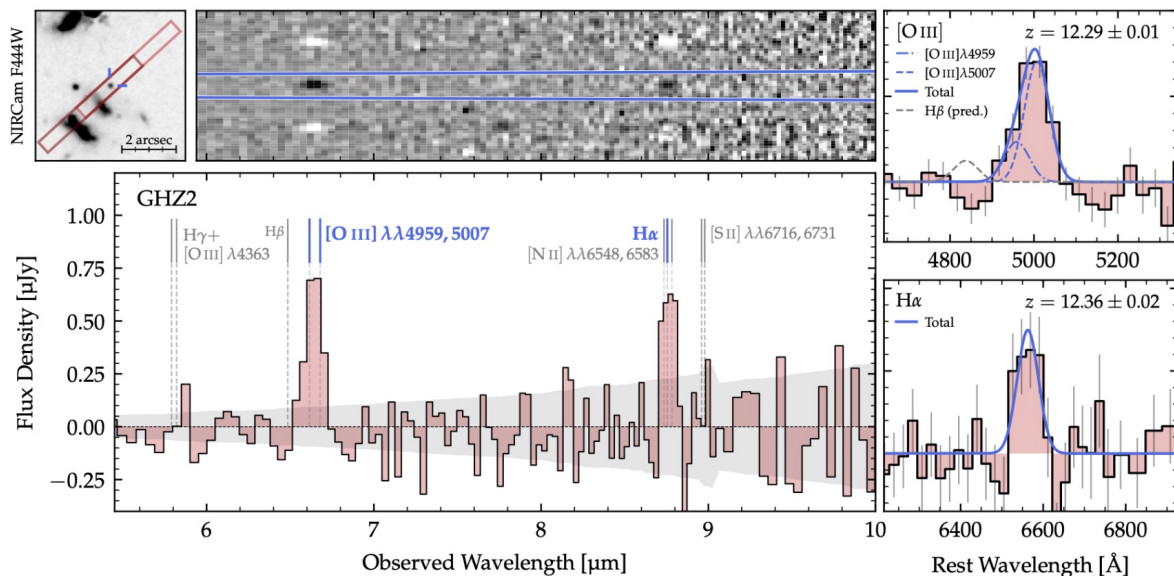 NIRCam F444W
2 arcsec
GHZ2
Hγ+
[O III] λ4363
Hβ
[O III] λλ4959, 5007
Hα
[N II] λλ6548, 6583
[S II] λλ6716, 6731
1.00
0.75
0.50
0.25
0.00
−0.25
Flux Density [μJy]
6
7
8
9
10
Observed Wavelength [μm]
[O III]
z = 12.29 ± 0.01
[O III]λ4959
[O III]λ5007
Total
Hβ (pred.)
4800
5000
5200
Hα
z = 12.36 ± 0.02
Total
6400
6600
6800
Rest Wavelength [Å]